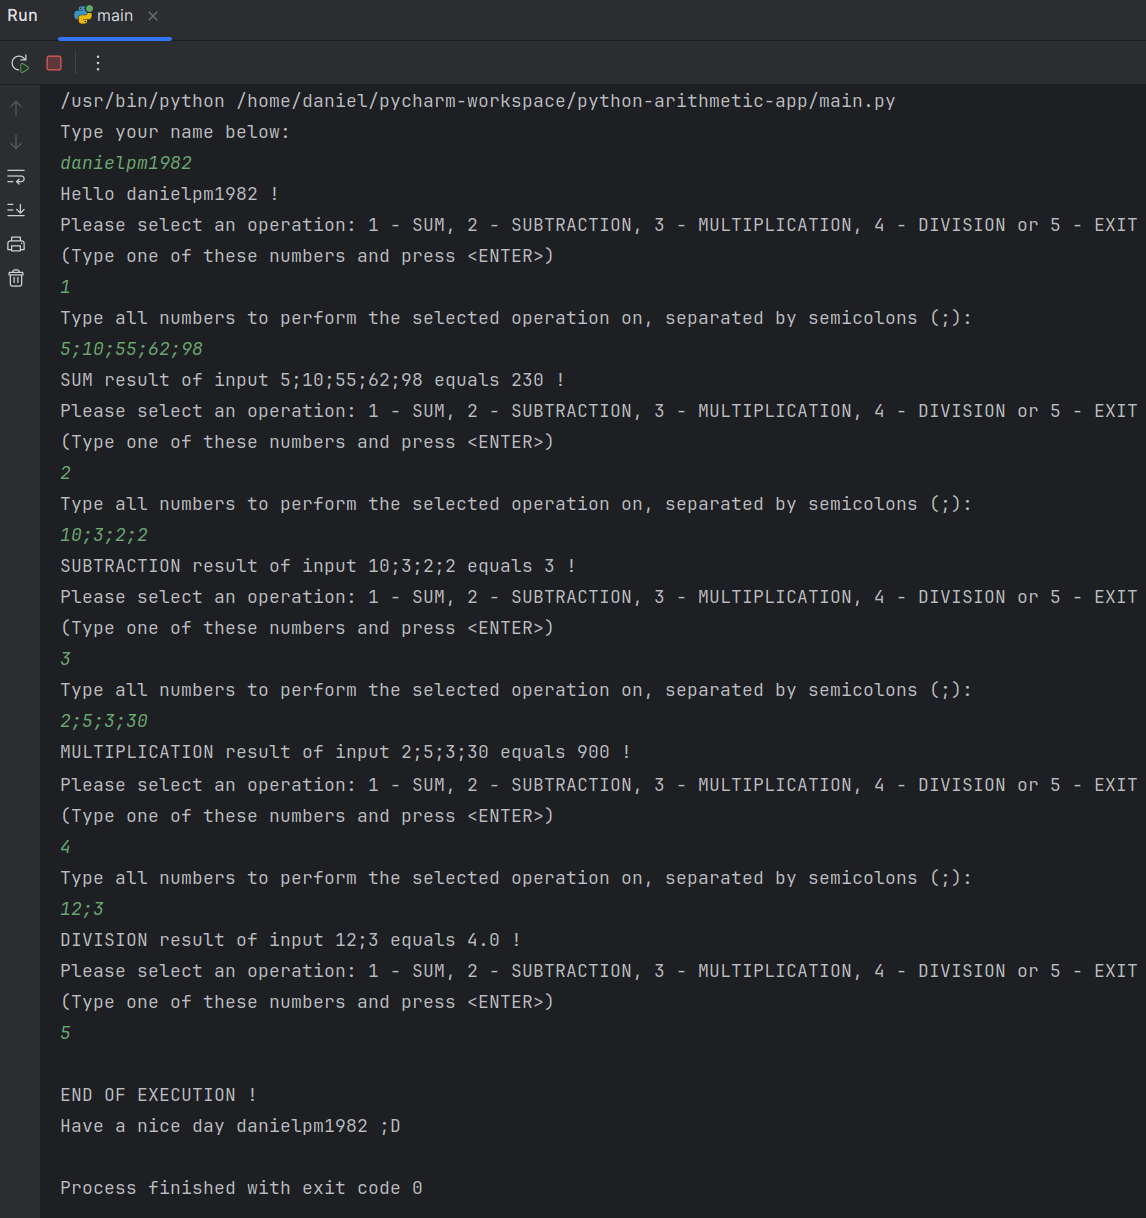 Run main
/usr/bin/python /home/daniel/pycharm-workspace/python-arithmetic-app/main.py
Type your name below:
danielpm1982
Hello danielpm1982 !
Please select an operation: 1 - SUM, 2 - SUBTRACTION, 3 - MULTIPLICATION, 4 - DIVISION or 5 - EXIT
(Type one of these numbers and press <ENTER>)
1
Type all numbers to perform the selected operation on, separated by semicolons (;):
5;10;55;62;98
SUM result of input 5;10;55;62;98 equals 230 !
Please select an operation: 1 - SUM, 2 - SUBTRACTION, 3 - MULTIPLICATION, 4 - DIVISION or 5 - EXIT
(Type one of these numbers and press <ENTER>)
2
Type all numbers to perform the selected operation on, separated by semicolons (;):
10;3;2;2
SUBTRACTION result of input 10;3;2;2 equals 3 !
Please select an operation: 1 - SUM, 2 - SUBTRACTION, 3 - MULTIPLICATION, 4 - DIVISION or 5 - EXIT
(Type one of these numbers and press <ENTER>)
3
Type all numbers to perform the selected operation on, separated by semicolons (;):
2;5;3;30
MULTIPLICATION result of input 2;5;3;30 equals 900 !
Please select an operation: 1 - SUM, 2 - SUBTRACTION, 3 - MULTIPLICATION, 4 - DIVISION or 5 - EXIT
(Type one of these numbers and press <ENTER>)
4
Type all numbers to perform the selected operation on, separated by semicolons (;):
12;3
DIVISION result of input 12;3 equals 4.0 !
Please select an operation: 1 - SUM, 2 - SUBTRACTION, 3 - MULTIPLICATION, 4 - DIVISION or 5 - EXIT
(Type one of these numbers and press <ENTER>)
5
END OF EXECUTION !
Have a nice day danielpm1982 ;D
Process finished with exit code 0